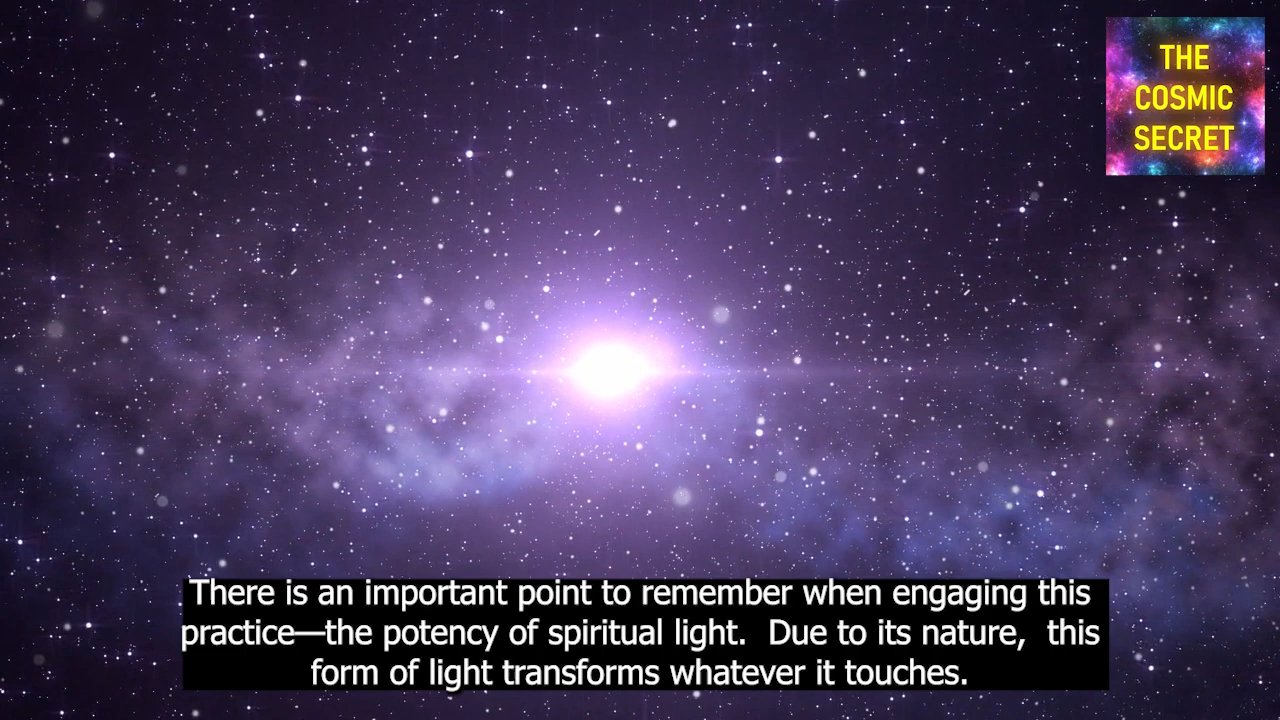 THE
COSMIC
SECRET
There is an important point to remember when engaging this
practice—the potency of spiritual light.  Due to its nature,  this
form of light transforms whatever it touches.